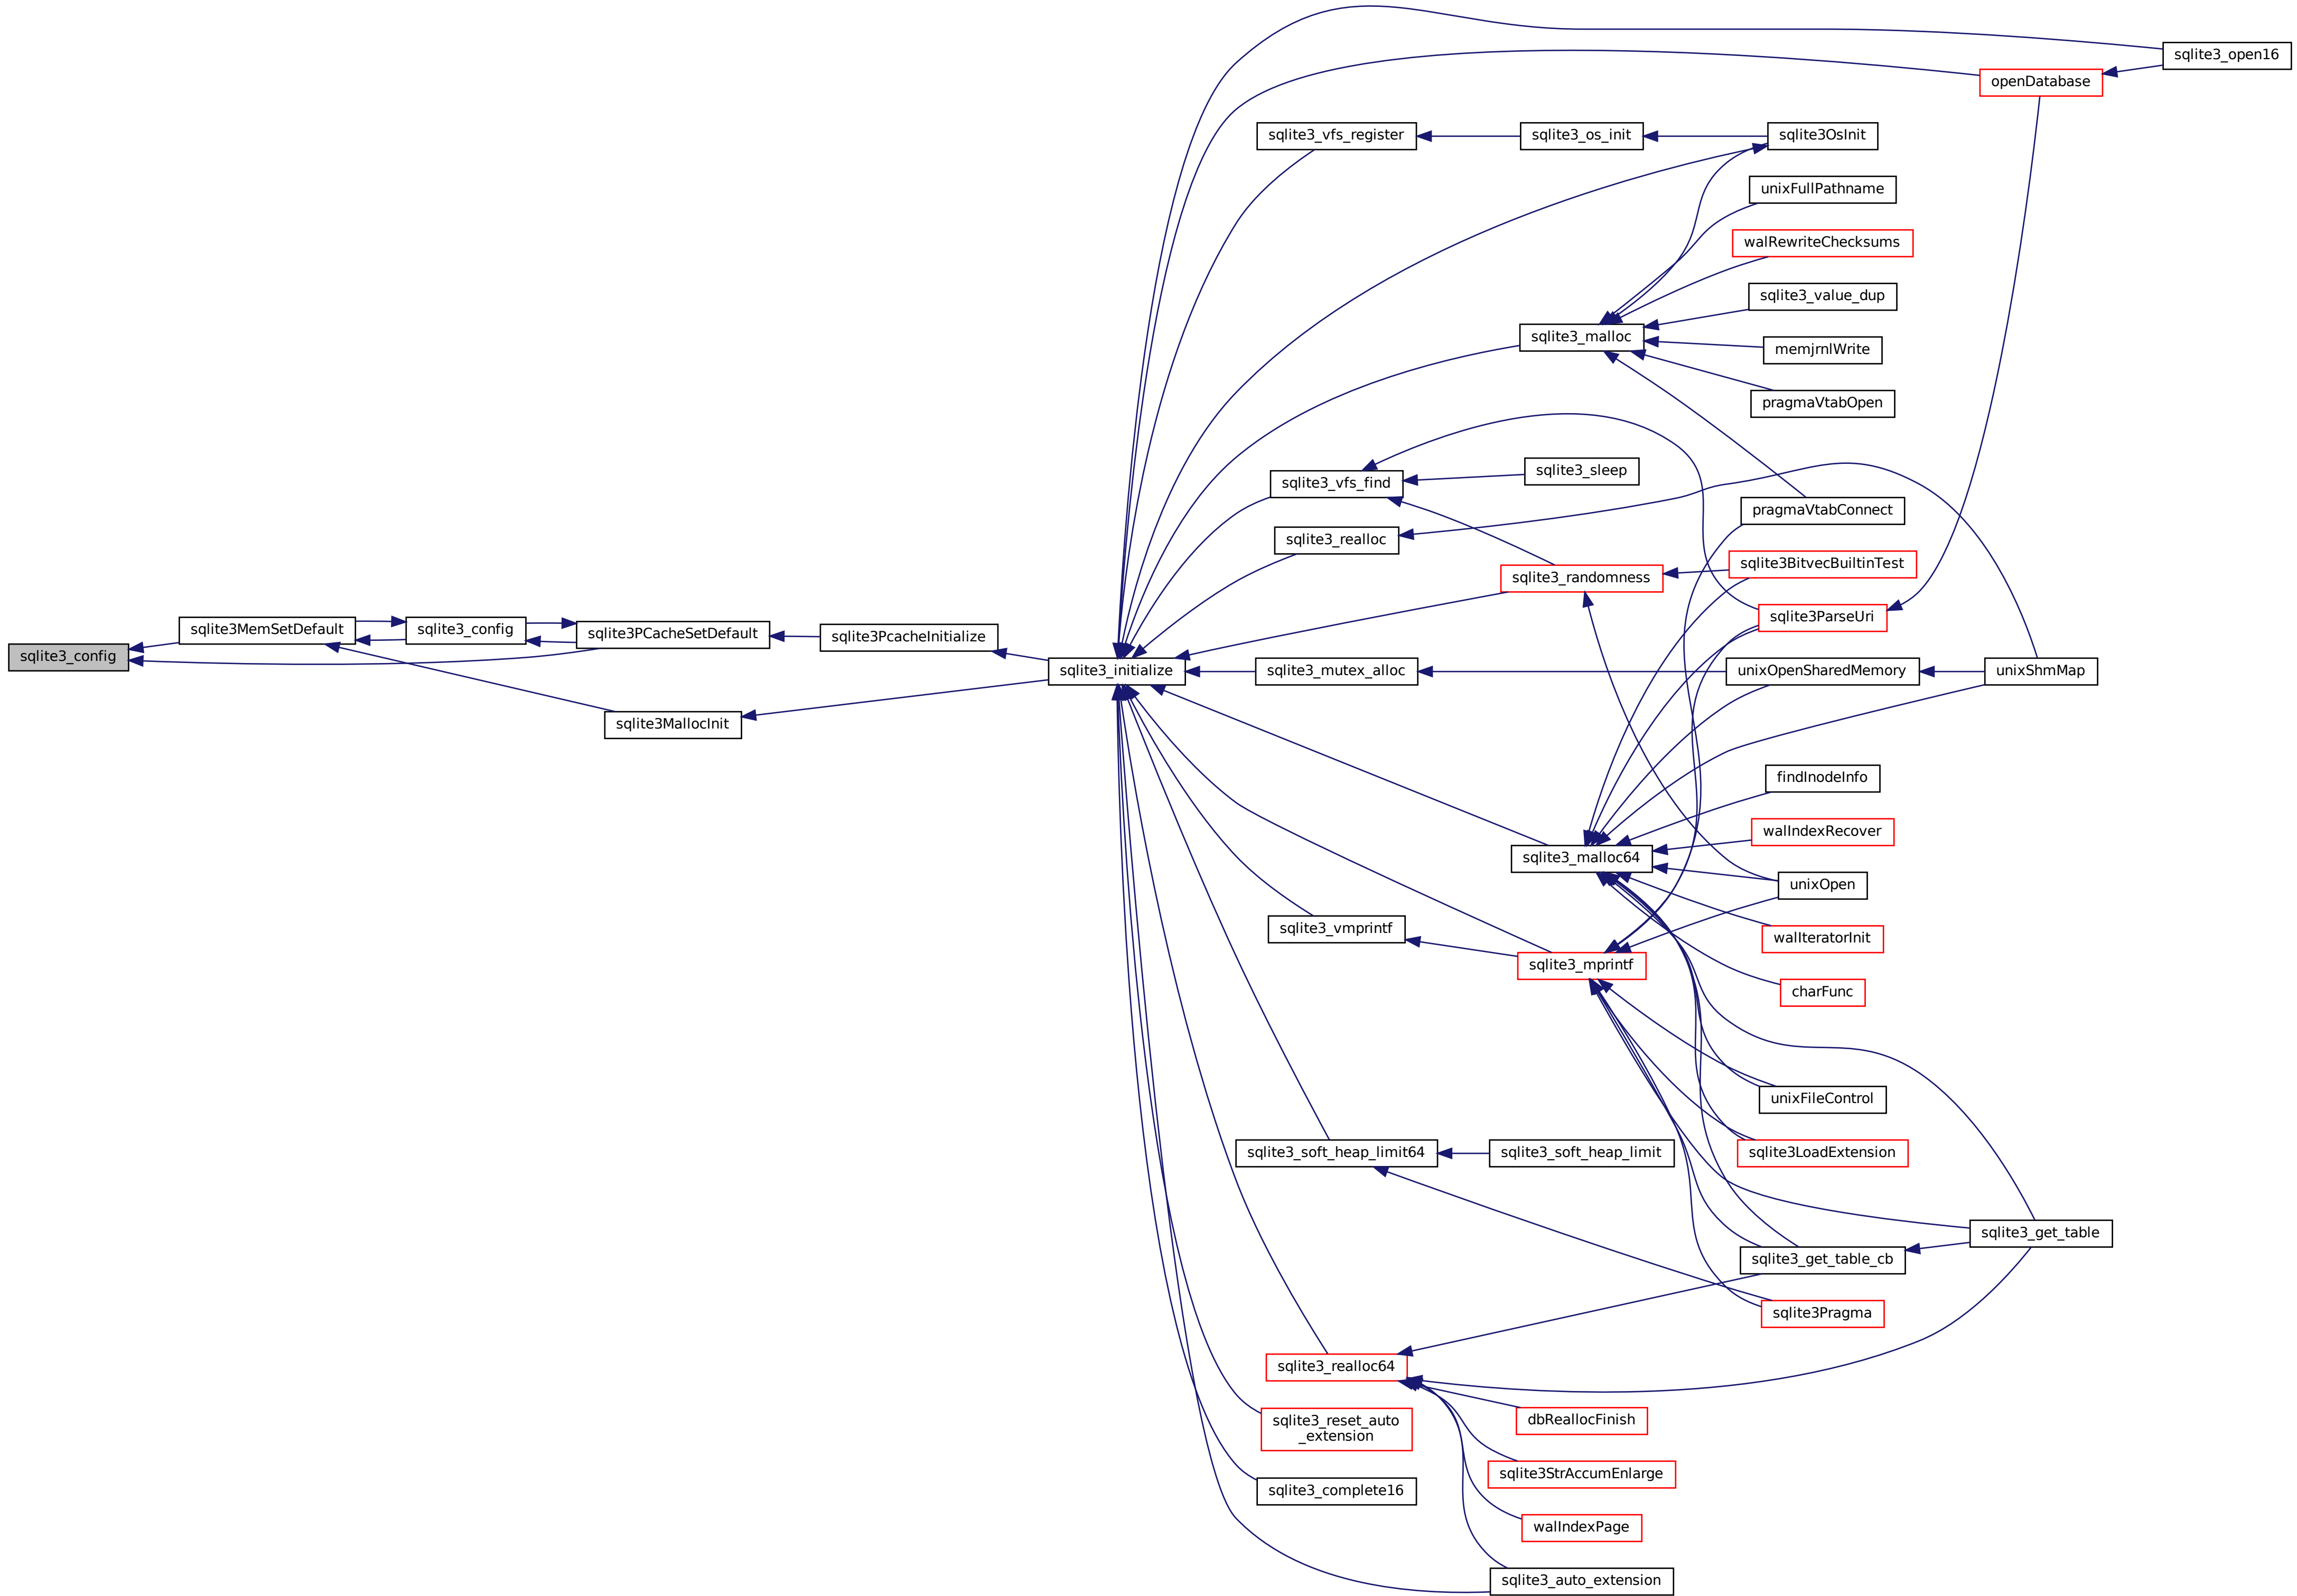 sqlite3_open16
openDatabase
sqlite3_vfs_register
sqlite3_os_init
sqlite3OsInit
unixFullPathname
walRewriteChecksums
sqlite3_value_dup
sqlite3_malloc
memjrnlWrite
pragmaVtabOpen
sqlite3_sleep
sqlite3_vfs_find
pragmaVtabConnect
sqlite3_realloc
sqlite3BitvecBuiltinTest
sqlite3_randomness
sqlite3ParseUri
sqlite3MemSetDefault
sqlite3_config
sqlite3PCacheSetDefault
sqlite3PcacheInitialize
sqlite3_config
sqlite3_initialize
sqlite3_mutex_alloc
unixOpenSharedMemory
unixShmMap
sqlite3MallocInit
findInodeInfo
walIndexRecover
sqlite3_malloc64
unixOpen
sqlite3_vmprintf
walIteratorInit
sqlite3_mprintf
charFunc
unixFileControl
sqlite3_soft_heap_limit64
sqlite3_soft_heap_limit
sqlite3LoadExtension
sqlite3_get_table
sqlite3_get_table_cb
sqlite3Pragma
sqlite3_realloc64
dbReallocFinish
sqlite3_reset_auto
_extension
sqlite3StrAccumEnlarge
sqlite3_complete16
walIndexPage
sqlite3_auto_extension